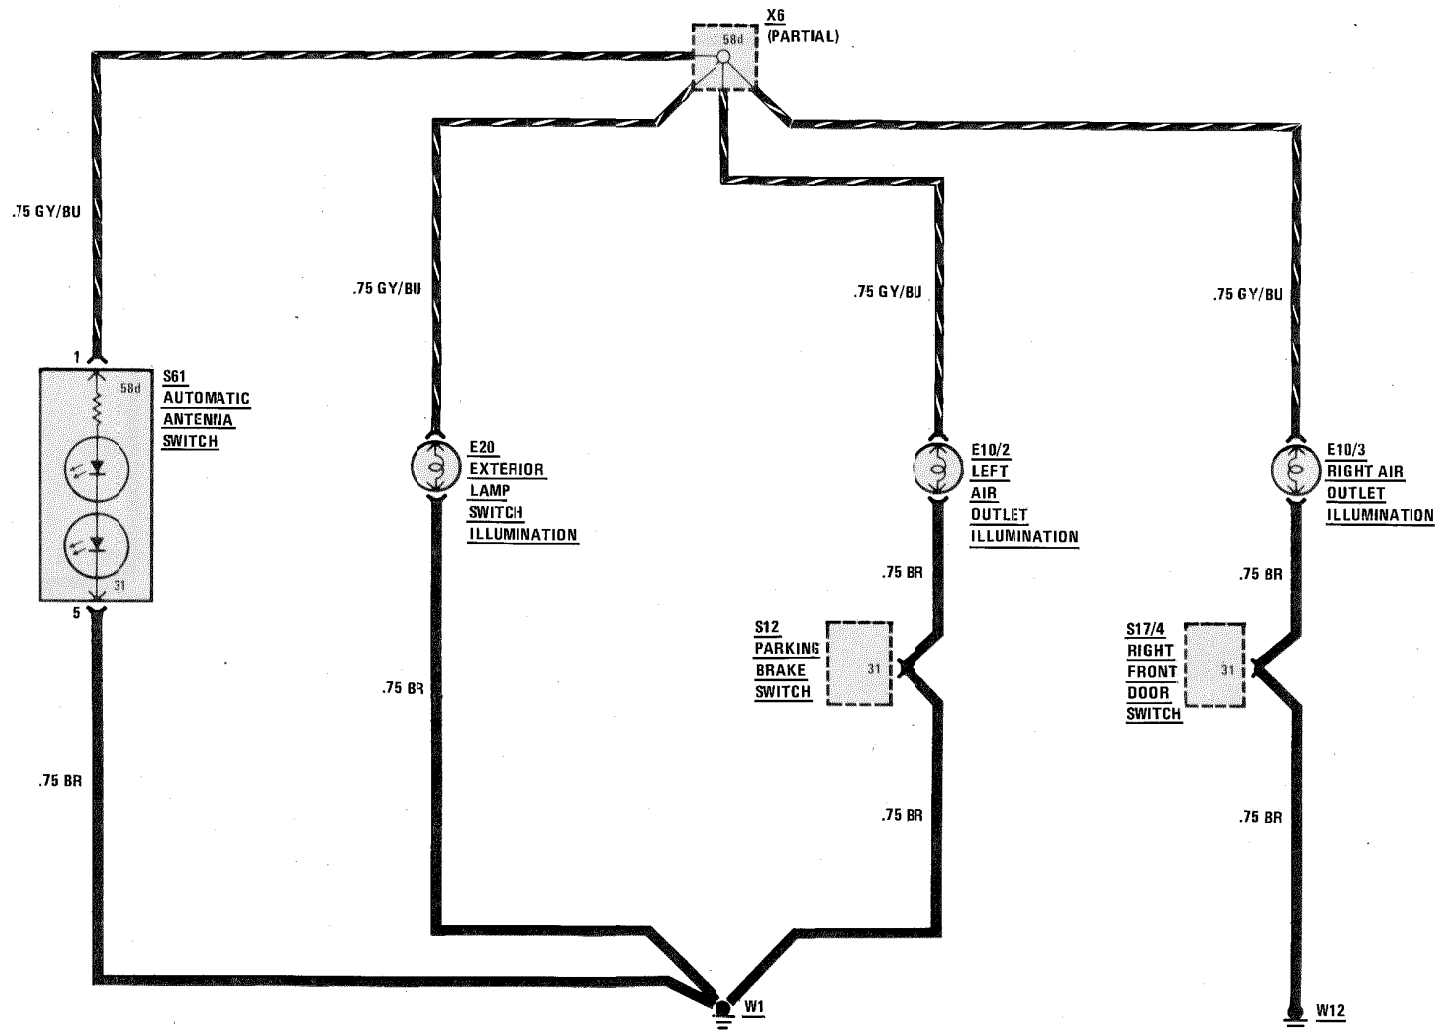 X6
(PARTIAL)
58d
.75 GY/BU
.75 GY/BU
.75 GY/BU
.75 GY/BU
1
58d
S61
AUTOMATIC
ANTENNA
SWITCH
31
5
E20
EXTERIOR
LAMP
SWITCH
ILLUMINATION
E10/2
LEFT
AIR
OUTLET
ILLUMINATION
E10/3
RIGHT AIR
OUTLET
ILLUMINATION
.75 BR
.75 BR
S12
PARKING
BRAKE
SWITCH
31
S17/4
RIGHT
FRONT
DOOR
SWITCH
31
.75 BR
.75 BR
.75 BR
.75 BR
W1
W12